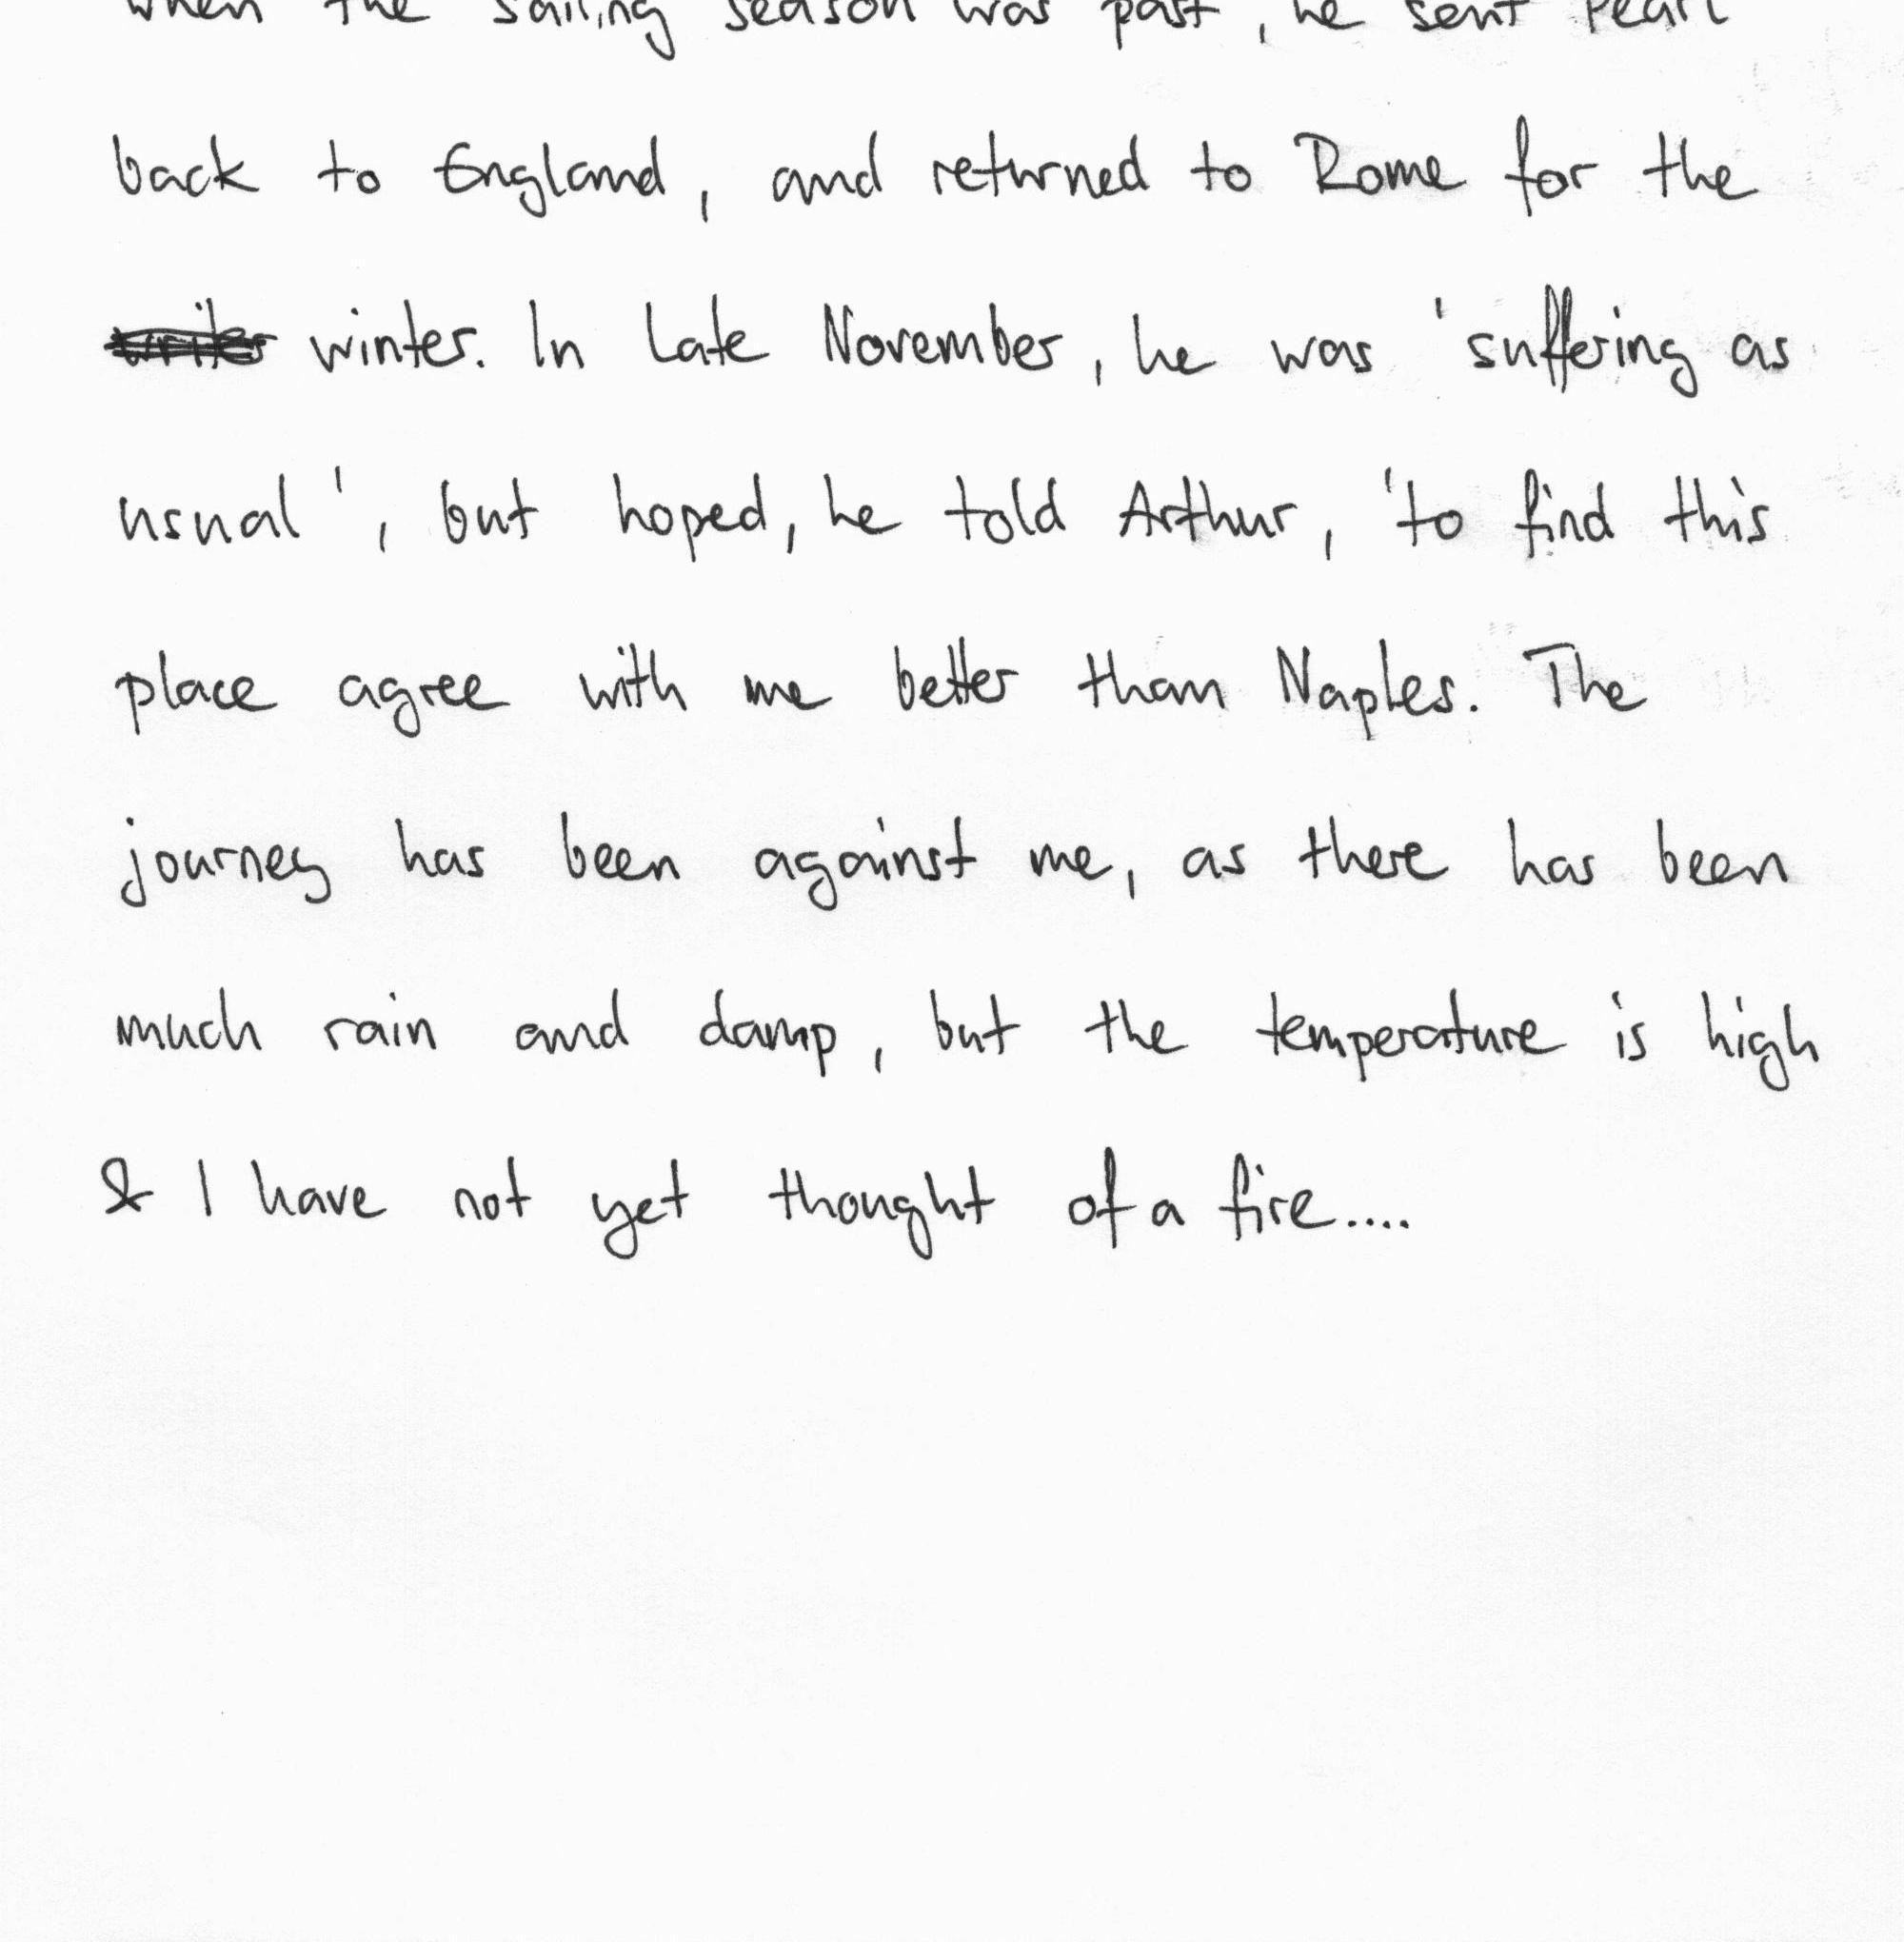 when the sailing season was past, he sent Pearl
back to England, and returned to Rome for the
winter. In late November, he was 'suffering as
usual', but hoped, he told Arthur, 'to find this
place agree with me better than Naples. The
journey has been against me, as there has been
much rain and damp, but the temperature is high
& I have not yet thought of a fire....